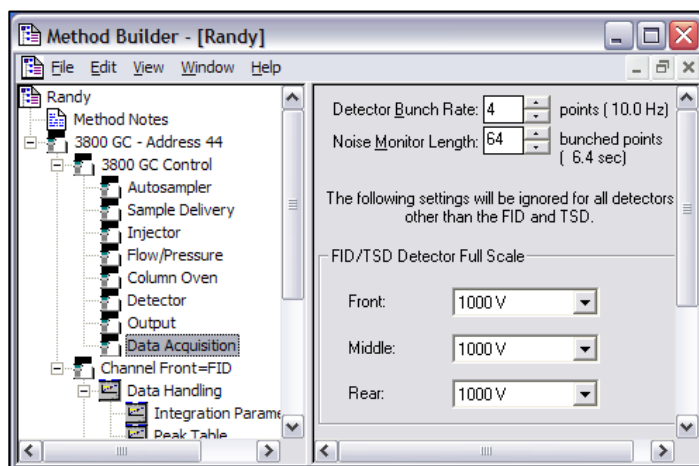 Method Builder - [Randy]
File Edit View Window Help
Randy
Method Notes
3800 GC - Address 44
3800 GC Control
Autosampler
Sample Delivery
Injector
Flow/Pressure
Column Oven
Detector
Output
Data Acquisition
Channel Front=FID
Data Handling
Integration Parame
Peak Table
Detector Bunch Rate: 4 points ( 10.0 Hz)
Noise Monitor Length: 64 bunched points
( 6.4 sec)
The following settings will be ignored for all detectors
other than the FID and TSD.
FID/TSD Detector Full Scale
Front: 1000 V
Middle: 1000 V
Rear: 1000 V